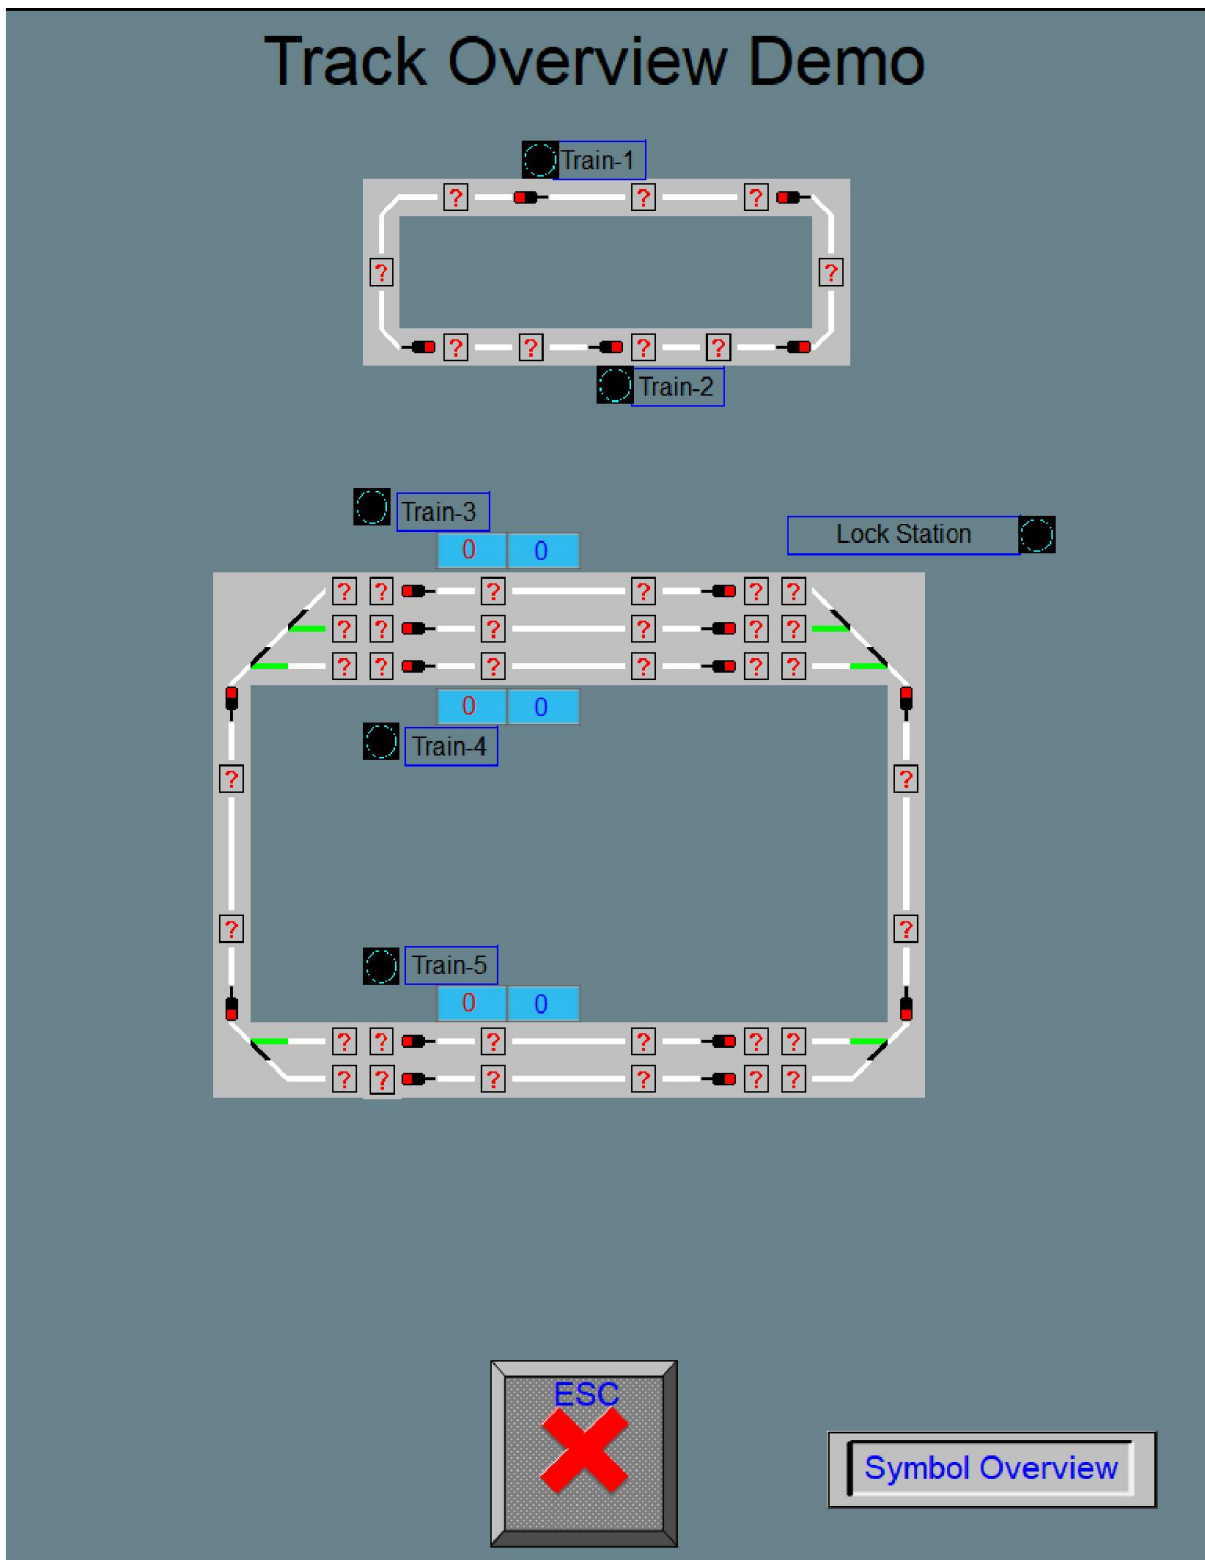 Track Overview Demo
Train-1
? ? ?
? ?
? ? ? ?
Train-2
Train-3
Lock Station
0 0
? ? ? ? ? ?
? ? ? ? ? ?
? ? ? ? ? ?
0 0
Train-4
? ?
? ?
Train-5
0 0
? ? ? ? ? ?
? ? ? ? ? ?
ESC
Symbol Overview